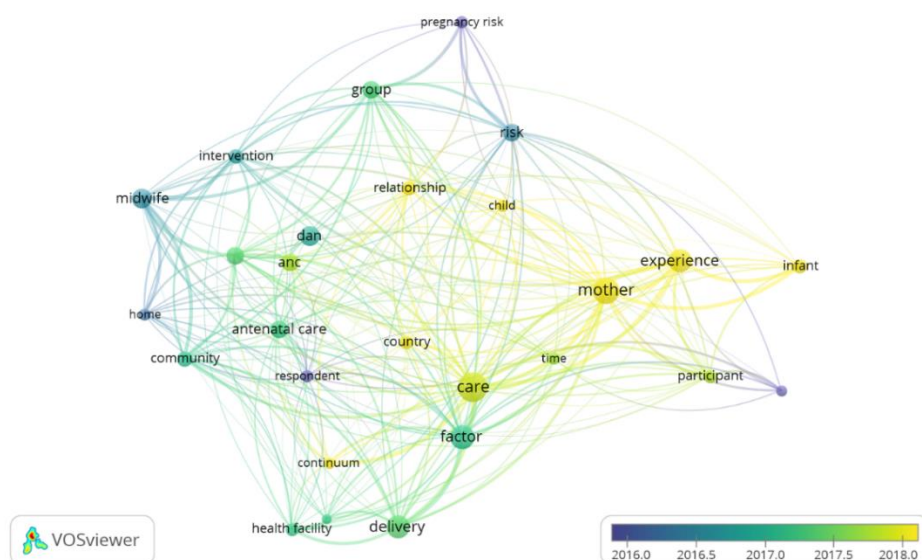 pregnancy risk
group
risk
intervention
relationship
midwife
child
dan
anc
experience
infant
mother
home
antenatal care
country
community
time
respondent
participant
care
factor
continuum
delivery
health facility
VOSviewer
2016.0 2016.5 2017.0 2017.5 2018.0